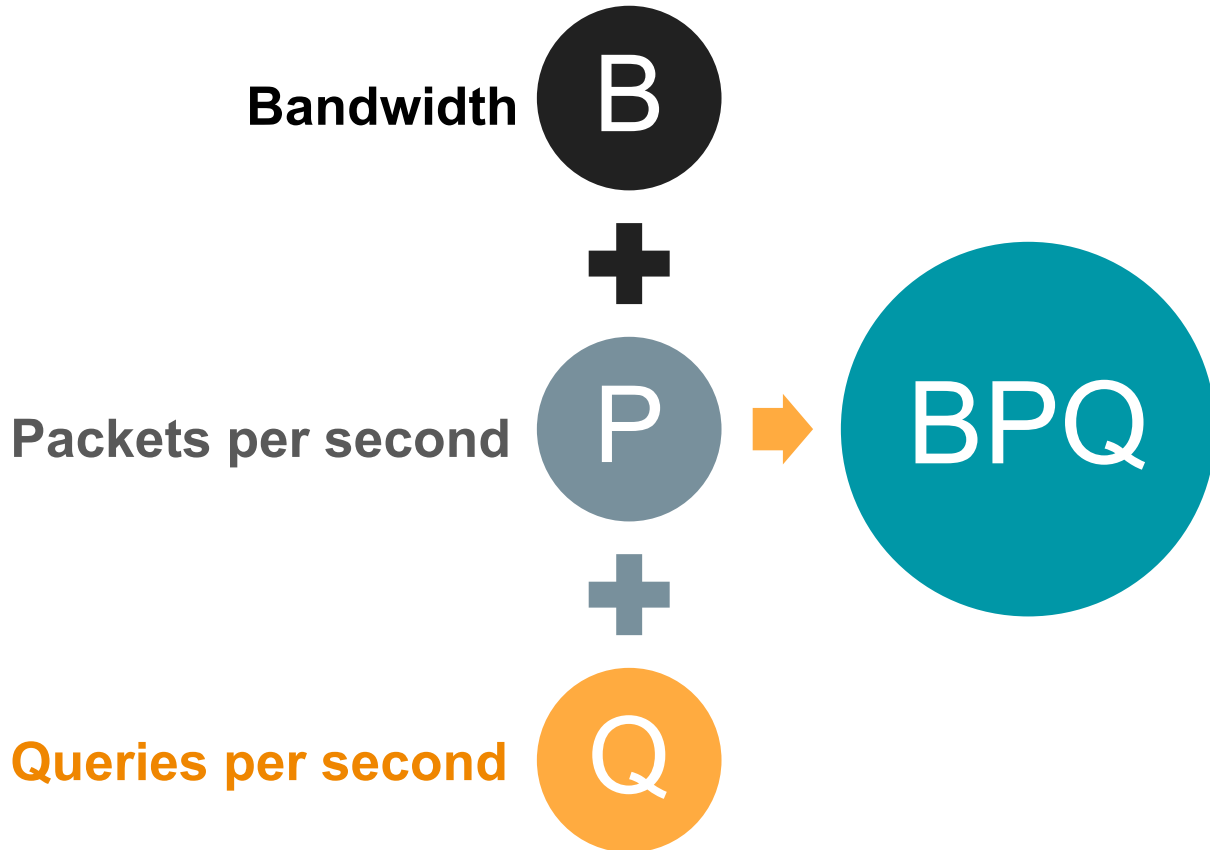 Bandwidth
B
Packets per second
P
BPQ
Queries per second
Q